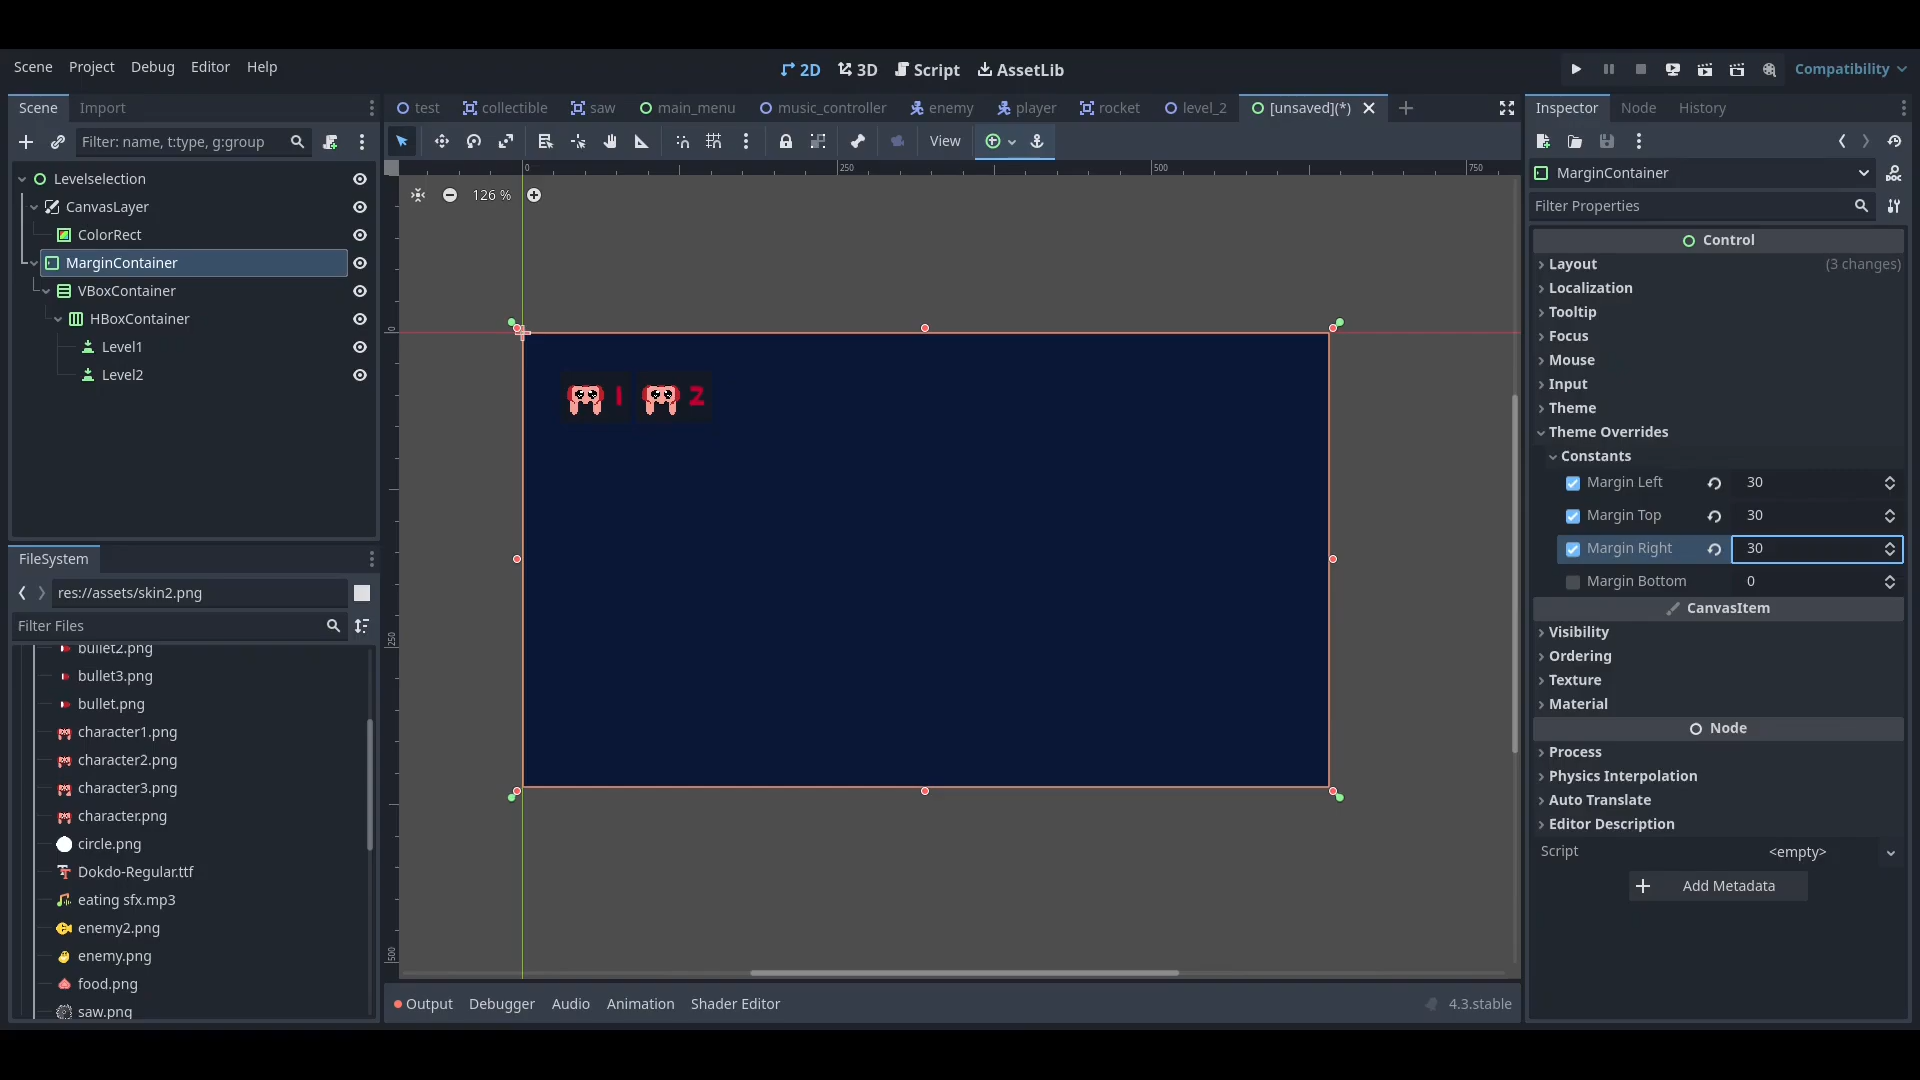 Scene Project Debug Editor Help
2D 3D Script AssetLib
Compatibility
Scene Import
Filter: name, t:type, g:group
Levelselection
CanvasLayer
ColorRect
MarginContainer
VBoxContainer
HBoxContainer
Level1
Level2
FileSystem
res://assets/skin2.png
Filter Files
bullet2.png
bullet3.png
bullet.png
character1.png
character2.png
character3.png
character.png
circle.png
Dokdo-Regular.ttf
eating sfx.mp3
enemy2.png
enemy.png
food.png
saw.png
test collectible saw main_menu music_controller enemy player rocket level_2 [unsaved](*)
View
0 250 500 750
126 %
0
250
500
1 2
Output Debugger Audio Animation Shader Editor
4.3.stable
Inspector Node History
MarginContainer
Filter Properties
Control
Layout (3 changes)
Localization
Tooltip
Focus
Mouse
Input
Theme
Theme Overrides
Constants
Margin Left 30
Margin Top 30
Margin Right 30
Margin Bottom 0
CanvasItem
Visibility
Ordering
Texture
Material
Node
Process
Physics Interpolation
Auto Translate
Editor Description
Script <empty>
Add Metadata